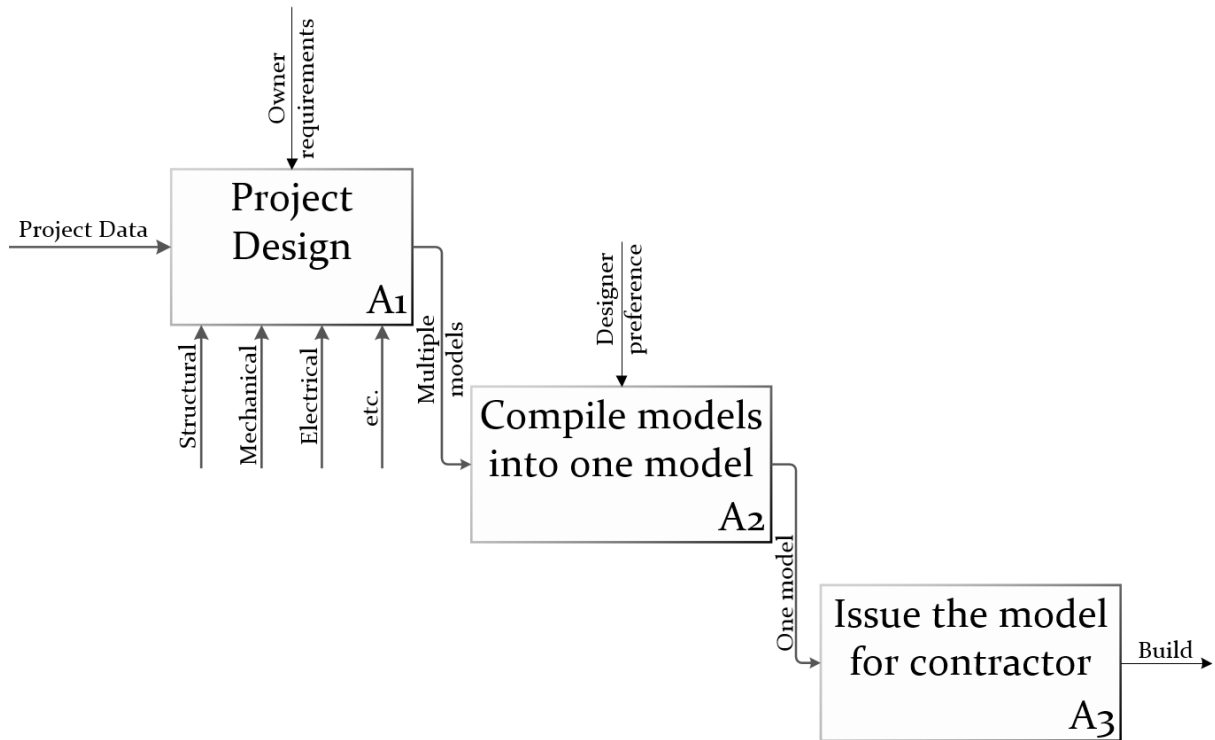 Owner
requirements
Project
Design
A1
Project Data
Structural
Mechanical
Electrical
etc.
Multiple
models
Designer
preference
Compile models
into one model
A2
One model
Issue the model
for contractor
A3
Build